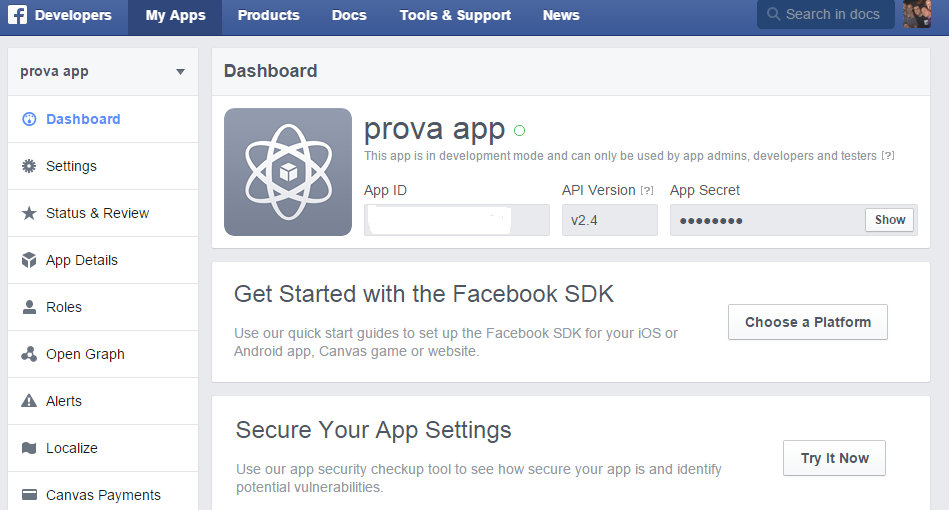 Developers My Apps Products Docs Tools & Support News Search in docs
prova app
Dashboard
Settings
Status & Review
App Details
Roles
Open Graph
Alerts
Localize
Canvas Payments
Dashboard
prova app
This app is in development mode and can only be used by app admins, developers and testers [?]
App ID API Version [?] App Secret
v2.4 ●●●●●●●● Show
Get Started with the Facebook SDK
Use our quick start guides to set up the Facebook SDK for your iOS or
Android app, Canvas game or website.
Choose a Platform
Secure Your App Settings
Use our app security checkup tool to see how secure your app is and identify
potential vulnerabilities.
Try It Now